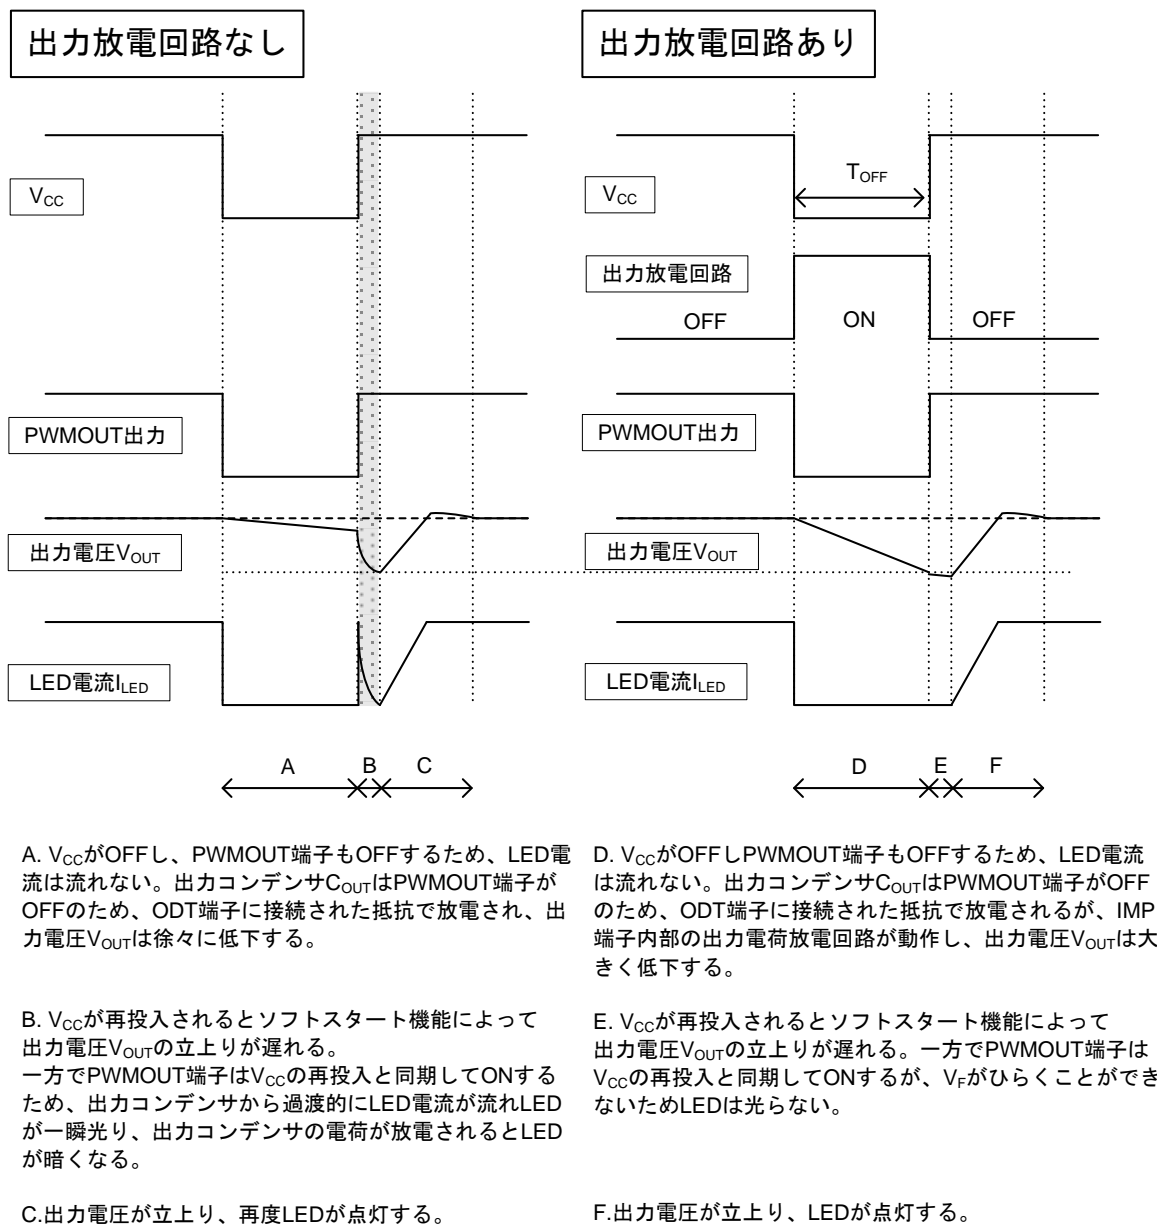 出力放電回路なし
V_CC
PWMOUT出力
出力電圧V_OUT
LED電流I_LED
A
B
C
A. V_CCがOFFし、PWMOUT端子もOFFするため、LED電
流は流れない。出力コンデンサC_OUTはPWMOUT端子が
OFFのため、ODT端子に接続された抵抗で放電され、出
力電圧V_OUTは徐々に低下する。
B. V_CCが再投入されるとソフトスタート機能によって
出力電圧V_OUTの立上りが遅れる。
一方でPWMOUT端子はV_CCの再投入と同期してONする
ため、出力コンデンサから過渡的にLED電流が流れLED
が一瞬光り、出力コンデンサの電荷が放電されるとLED
が暗くなる。
C.出力電圧が立上り、再度LEDが点灯する。
出力放電回路あり
V_CC
T_OFF
出力放電回路
OFF
ON
OFF
PWMOUT出力
出力電圧V_OUT
LED電流I_LED
D
E
F
D. V_CCがOFFしPWMOUT端子もOFFするため、LED電流
は流れない。出力コンデンサC_OUTはPWMOUT端子がOFF
のため、ODT端子に接続された抵抗で放電されるが、IMP
端子内部の出力電荷放電回路が動作し、出力電圧V_OUTは大
きく低下する。
E. V_CCが再投入されるとソフトスタート機能によって
出力電圧V_OUTの立上りが遅れる。一方でPWMOUT端子は
V_CCの再投入と同期してONするが、V_Fがひらくことができ
ないためLEDは光らない。
F.出力電圧が立上り、LEDが点灯する。